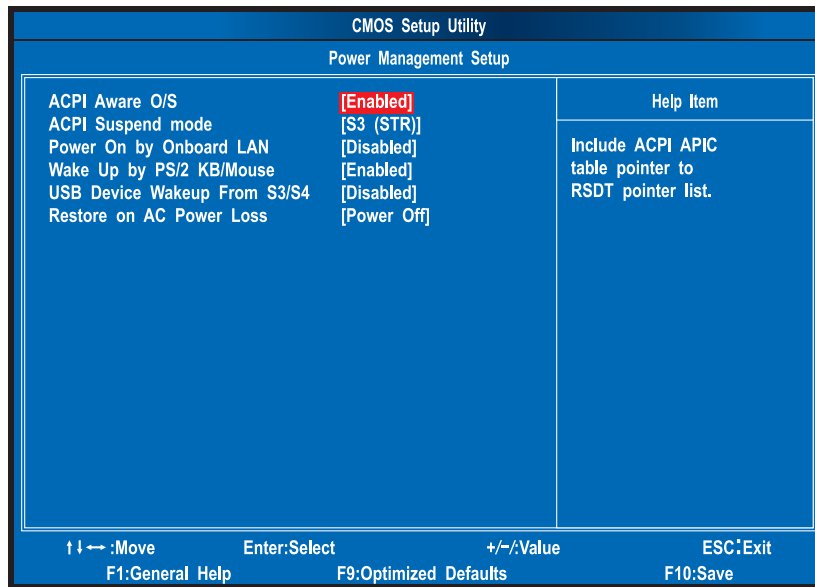 CMOS Setup Utility
Power Management Setup
ACPI Aware O/S [Enabled]
ACPI Suspend mode [S3 (STR)]
Power On by Onboard LAN [Disabled]
Wake Up by PS/2 KB/Mouse [Enabled]
USB Device Wakeup From S3/S4 [Disabled]
Restore on AC Power Loss [Power Off]
Help Item
Include ACPI APIC
table pointer to
RSDT pointer list.
↑↓↔ :Move Enter:Select +/-/:Value ESC:Exit
F1:General Help F9:Optimized Defaults F10:Save